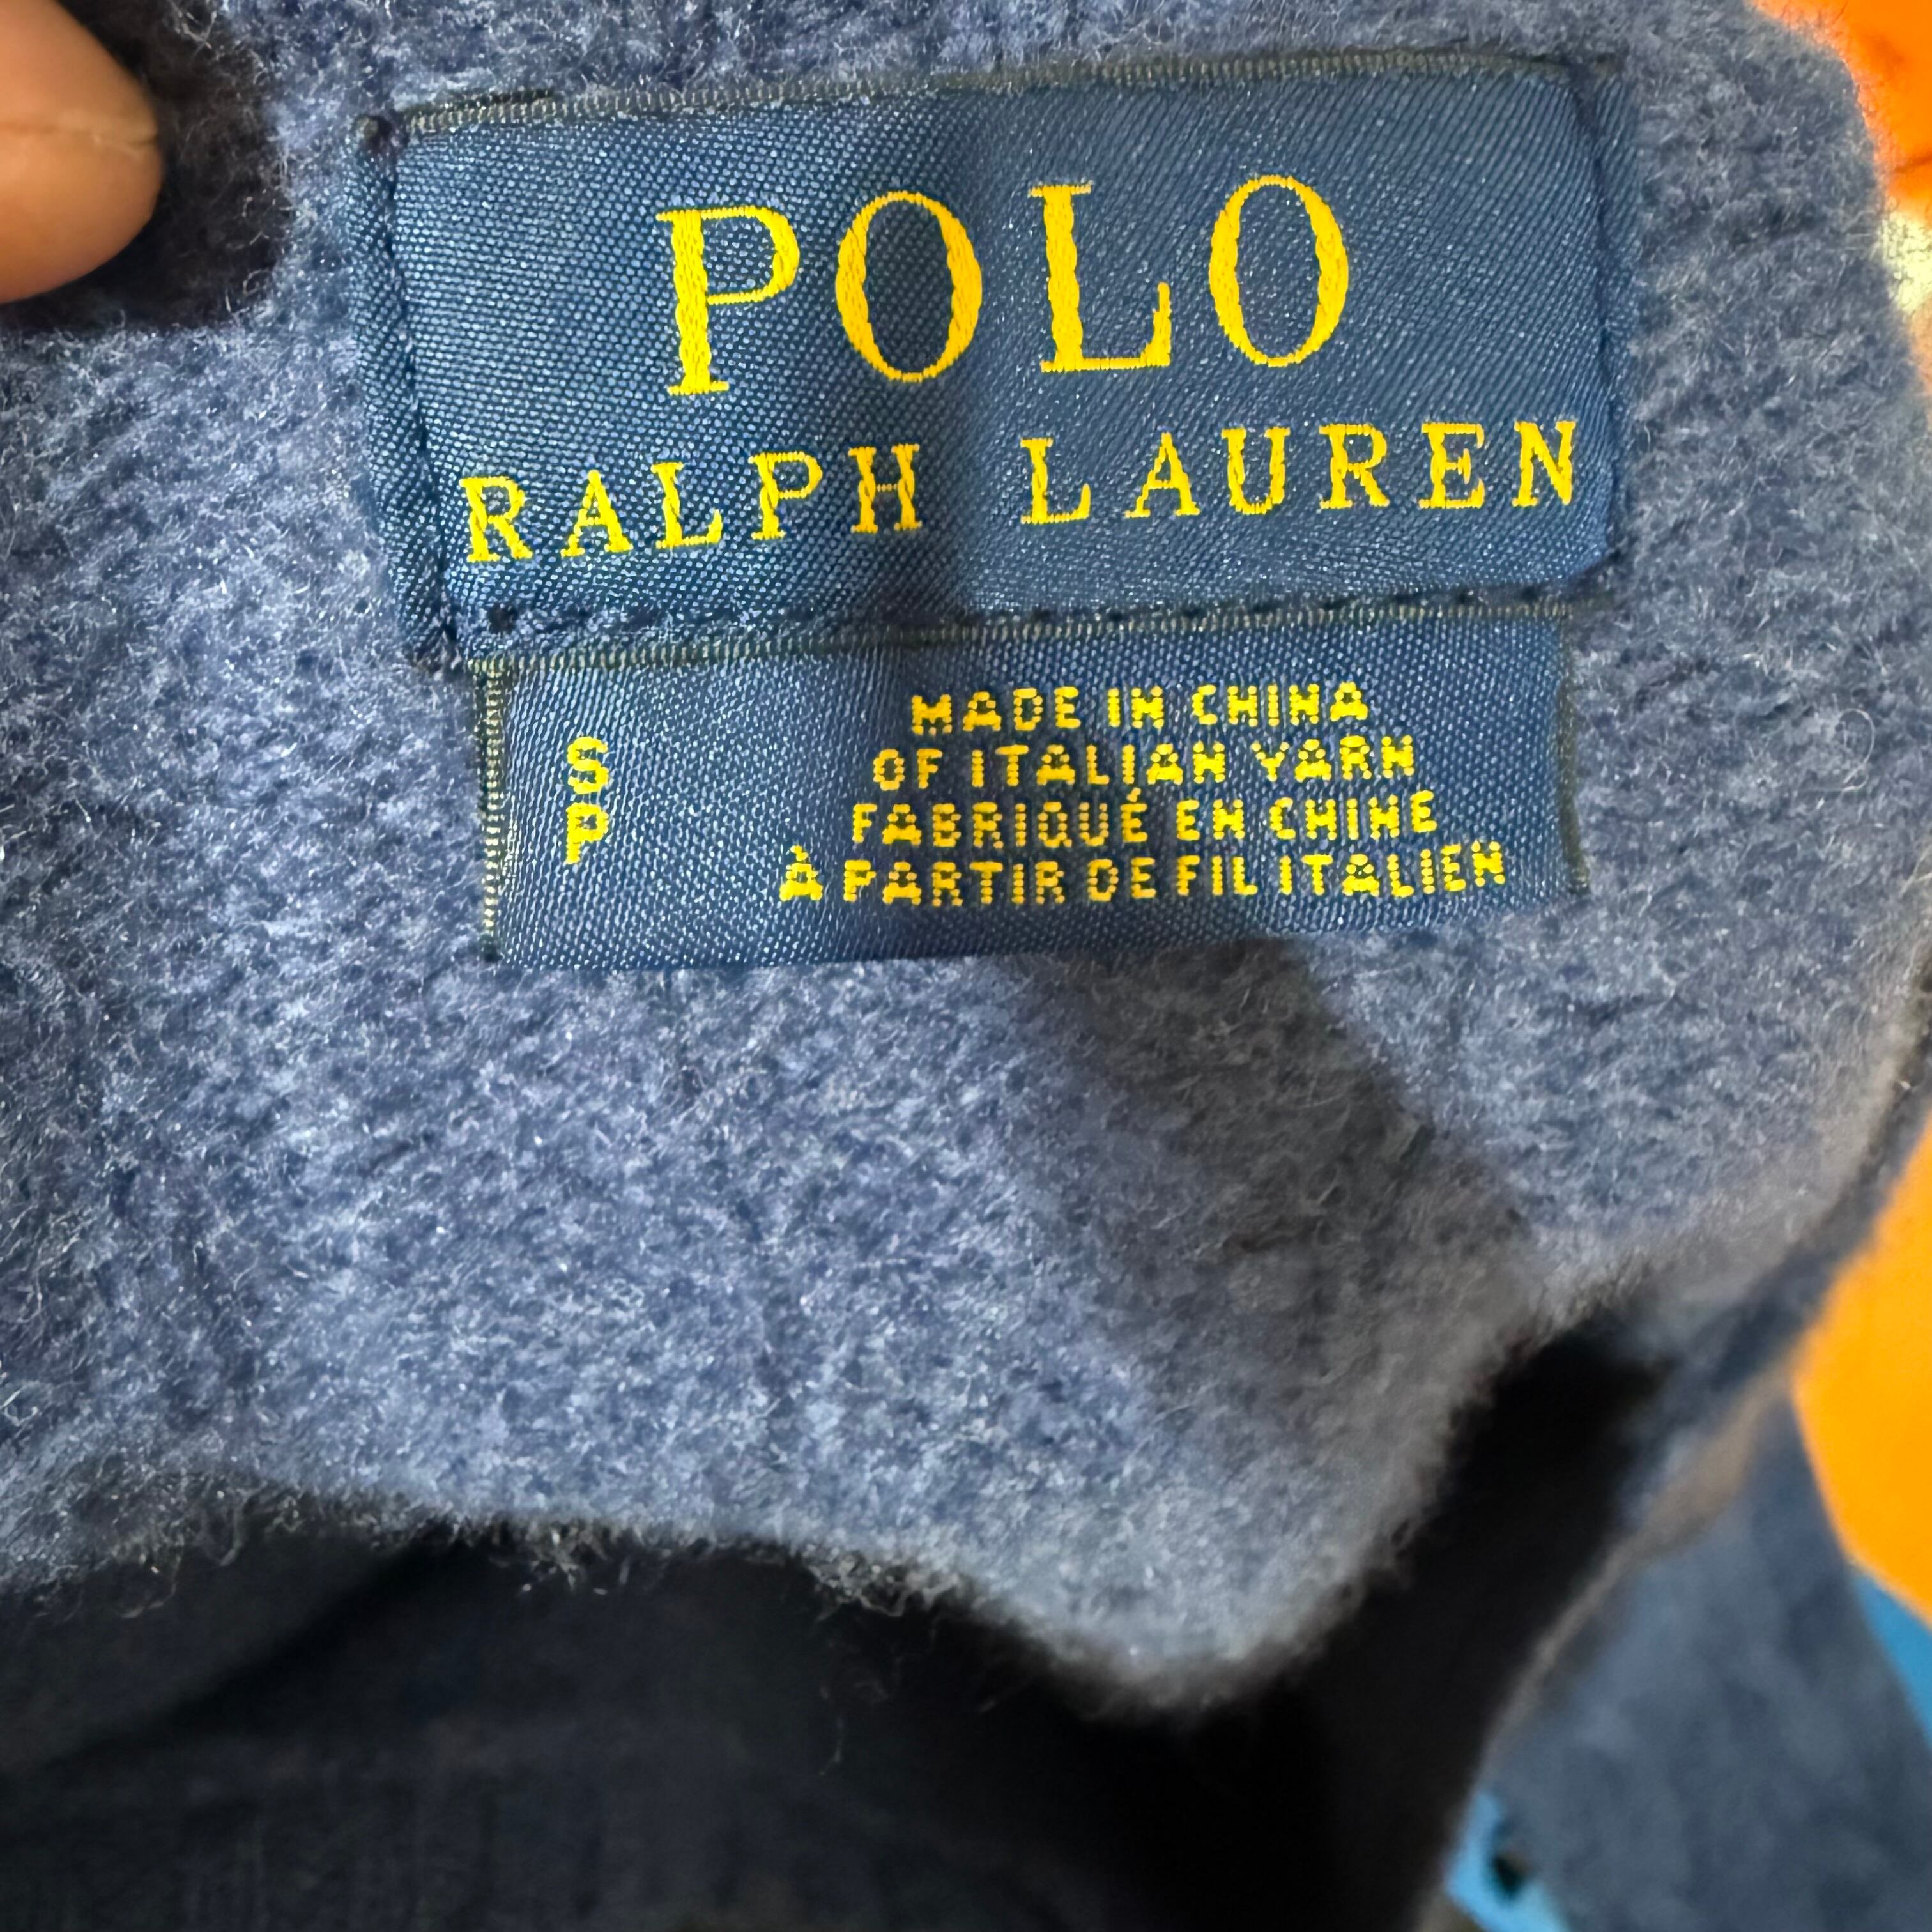 POLO
RALPH LAUREN
S
P
MADE IN CHINA
OF ITALIAN YARN
FABRIQUÉ EN CHINE
À PARTIR DE FIL ITALIEN